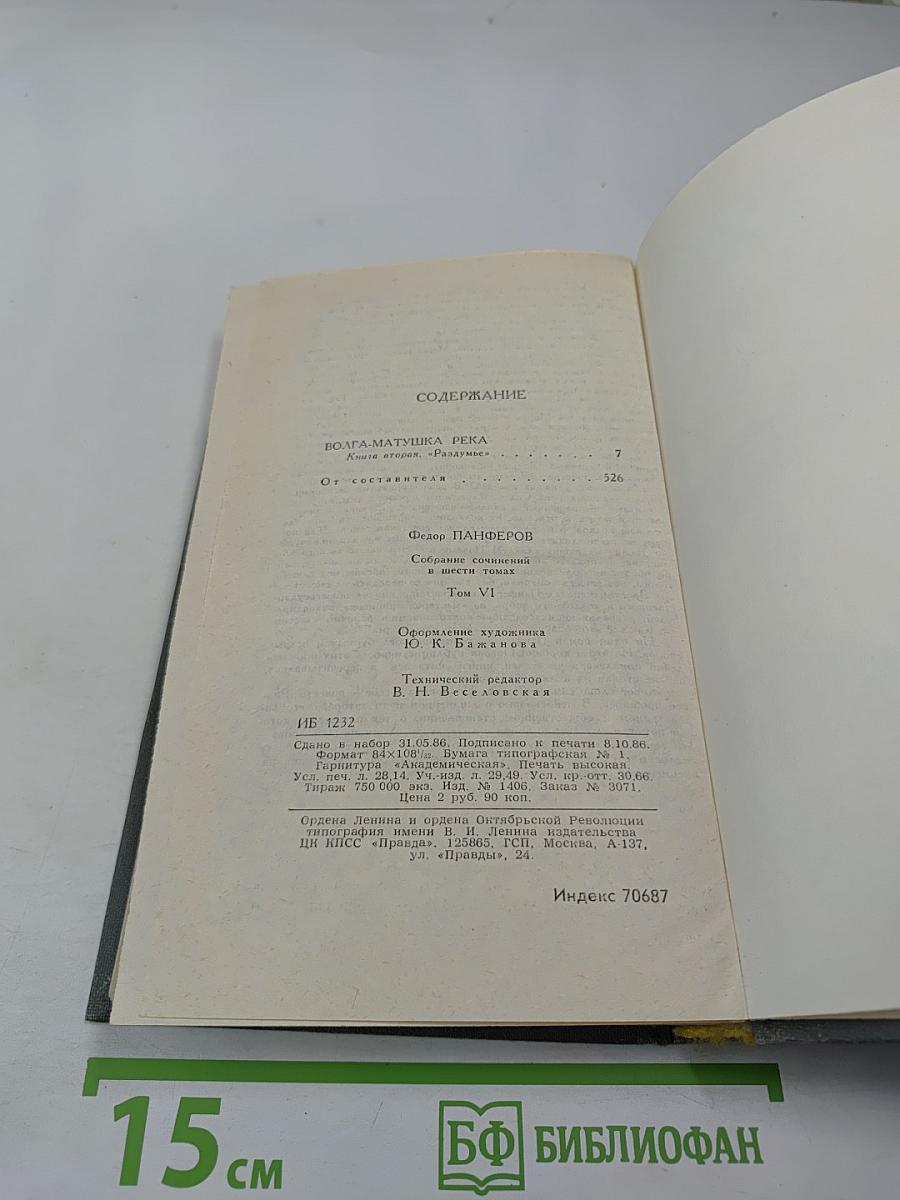 СОДЕРЖАНИЕ
ВОЛГА-МАТУШКА РЕКА
Книга вторая. «Раздумье» . . . . . . . 7
От составителя . . . . . . . . . 526
Федор ПАНФЕРОВ
Собрание сочинений
в шести томах
Том VI
Оформление художника
Ю. К. Бажанова
Технический редактор
В. Н. Веселовская
ИБ 1232
Сдано в набор 31.05.86. Подписано к печати 8.10.86.
Формат 84×108¹/₃₂. Бумага типографская № 1.
Гарнитура «Академическая». Печать высокая.
Усл. печ. л. 28,14. Уч.-изд. л. 29,49. Усл. кр.-отт. 30,66.
Тираж 750 000 экз. Изд. № 1406. Заказ № 3071.
Цена 2 руб. 90 коп.
Ордена Ленина и ордена Октябрьской Революции
типография имени В. И. Ленина издательства
ЦК КПСС «Правда». 125865, ГСП, Москва, А-137,
ул. «Правды», 24.
Индекс 70687
15 см
БФ БИБЛИОФАН